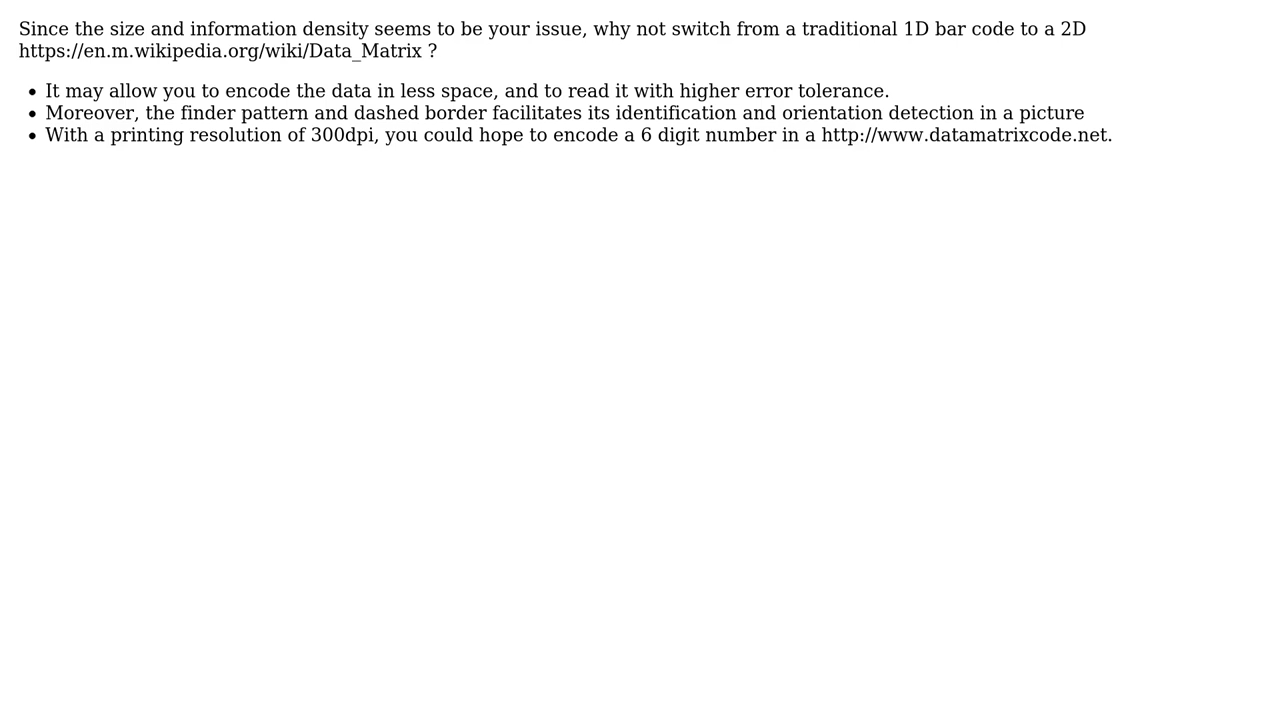 Since the size and information density seems to be your issue, why not switch from a traditional 1D bar code to a 2D
https://en.m.wikipedia.org/wiki/Data_Matrix ?
• It may allow you to encode the data in less space, and to read it with higher error tolerance.
• Moreover, the finder pattern and dashed border facilitates its identification and orientation detection in a picture
• With a printing resolution of 300dpi, you could hope to encode a 6 digit number in a http://www.datamatrixcode.net.